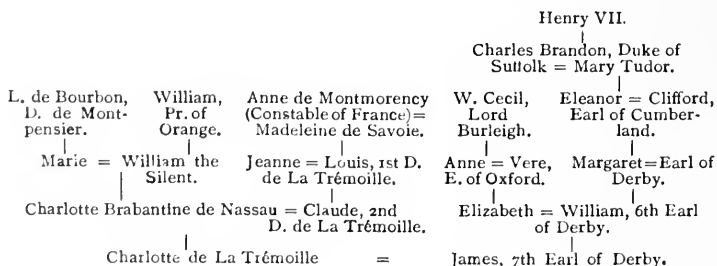 Henry VII.
Charles Brandon, Duke of
Suffolk = Mary Tudor.
L. de Bourbon, William, Anne de Montmorency W. Cecil, Eleanor = Clifford,
D. de Mont- Pr. of (Constable of France)= Lord Earl of Cumber-
pensier. Orange. Madeleine de Savoie. Burleigh. land.
Marie = William the Jeanne = Louis, 1st D. Anne = Vere, Margaret=Earl of
Silent. de La Trémoille. E. of Oxford. Derby.
Charlotte Brabantine de Nassau = Claude, 2nd Elizabeth = William, 6th Earl
D. de La Trémoille. of Derby.
Charlotte de La Trémoille = James, 7th Earl of Derby.